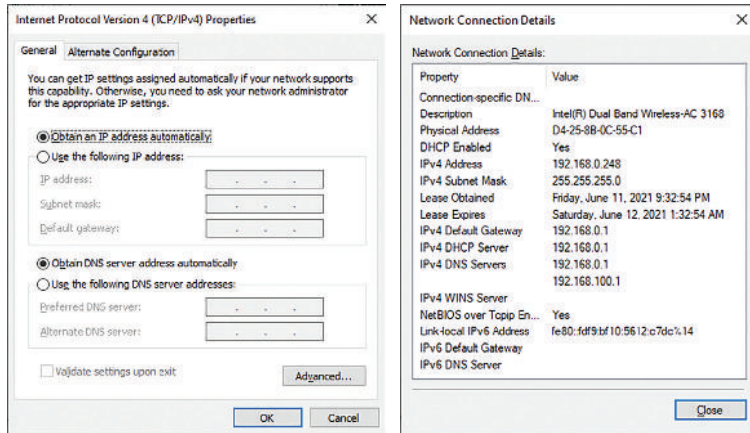 Internet Protocol Version 4 (TCP/IPv4) Properties
General
Alternate Configuration
You can get IP settings assigned automatically if your network supports
this capability. Otherwise, you need to ask your network administrator
for the appropriate IP settings.
Obtain an IP address automatically
Use the following IP address:
IP address:
Subnet mask:
Default gateway:
Obtain DNS server address automatically
Use the following DNS server addresses:
Preferred DNS server:
Alternate DNS server:
Validate settings upon exit
Advanced...
OK
Cancel
Network Connection Details
Network Connection Details:
Property Value
Connection-specific DN...
Description Intel(R) Dual Band Wireless-AC 3168
Physical Address D4-25-8B-0C-55-C1
DHCP Enabled Yes
IPv4 Address 192.168.0.248
IPv4 Subnet Mask 255.255.255.0
Lease Obtained Friday, June 11, 2021 9:32:54 PM
Lease Expires Saturday, June 12, 2021 1:32:54 AM
IPv4 Default Gateway 192.168.0.1
IPv4 DHCP Server 192.168.0.1
IPv4 DNS Servers 192.168.0.1
192.168.100.1
IPv4 WINS Server
NetBIOS over Tcpip En... Yes
Link-local IPv6 Address fe80::fdf9:bf10:5612:c7dc%14
IPv6 Default Gateway
IPv6 DNS Server
Close